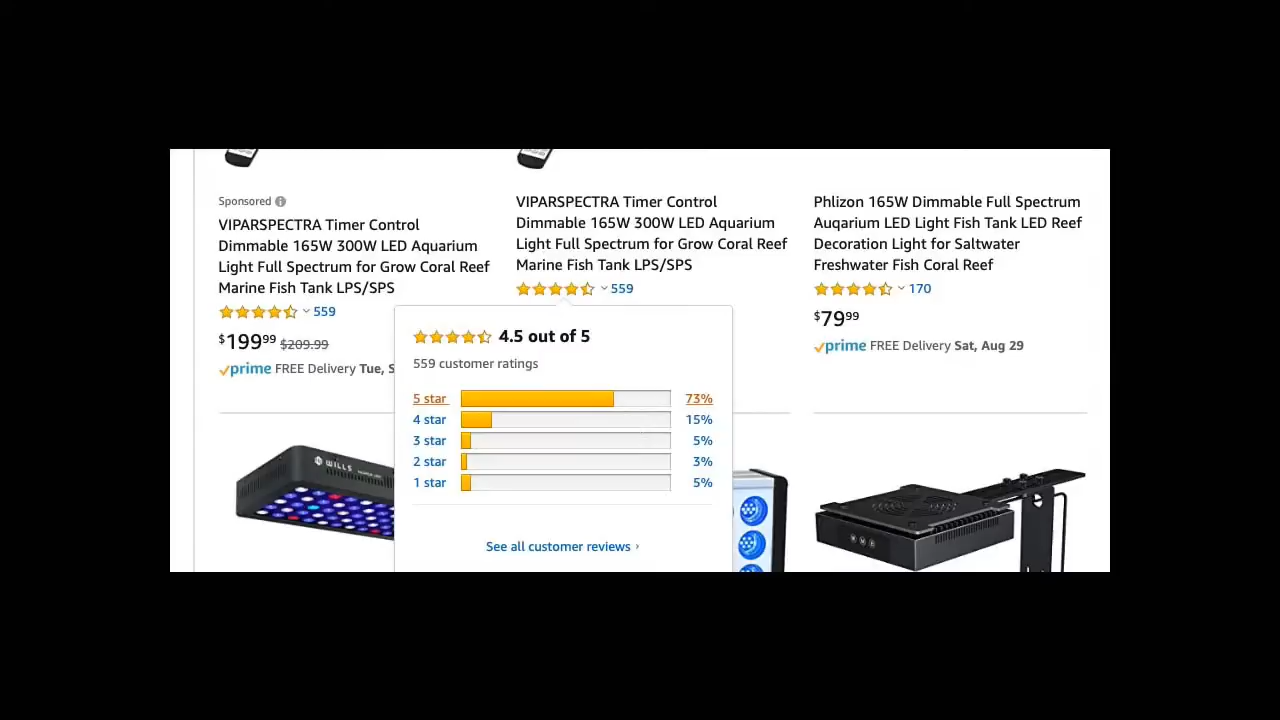 Sponsored
VIPARSPECTRA Timer Control
Dimmable 165W 300W LED Aquarium
Light Full Spectrum for Grow Coral Reef
Marine Fish Tank LPS/SPS
559
$199.99 $209.99
prime FREE Delivery Tue, S
VIPARSPECTRA Timer Control
Dimmable 165W 300W LED Aquarium
Light Full Spectrum for Grow Coral Reef
Marine Fish Tank LPS/SPS
559
4.5 out of 5
559 customer ratings
5 star 73%
4 star 15%
3 star 5%
2 star 3%
1 star 5%
See all customer reviews ›
Phlizon 165W Dimmable Full Spectrum
Auqarium LED Light Fish Tank LED Reef
Decoration Light for Saltwater
Freshwater Fish Coral Reef
170
$79.99
prime FREE Delivery Sat, Aug 29
WILLS